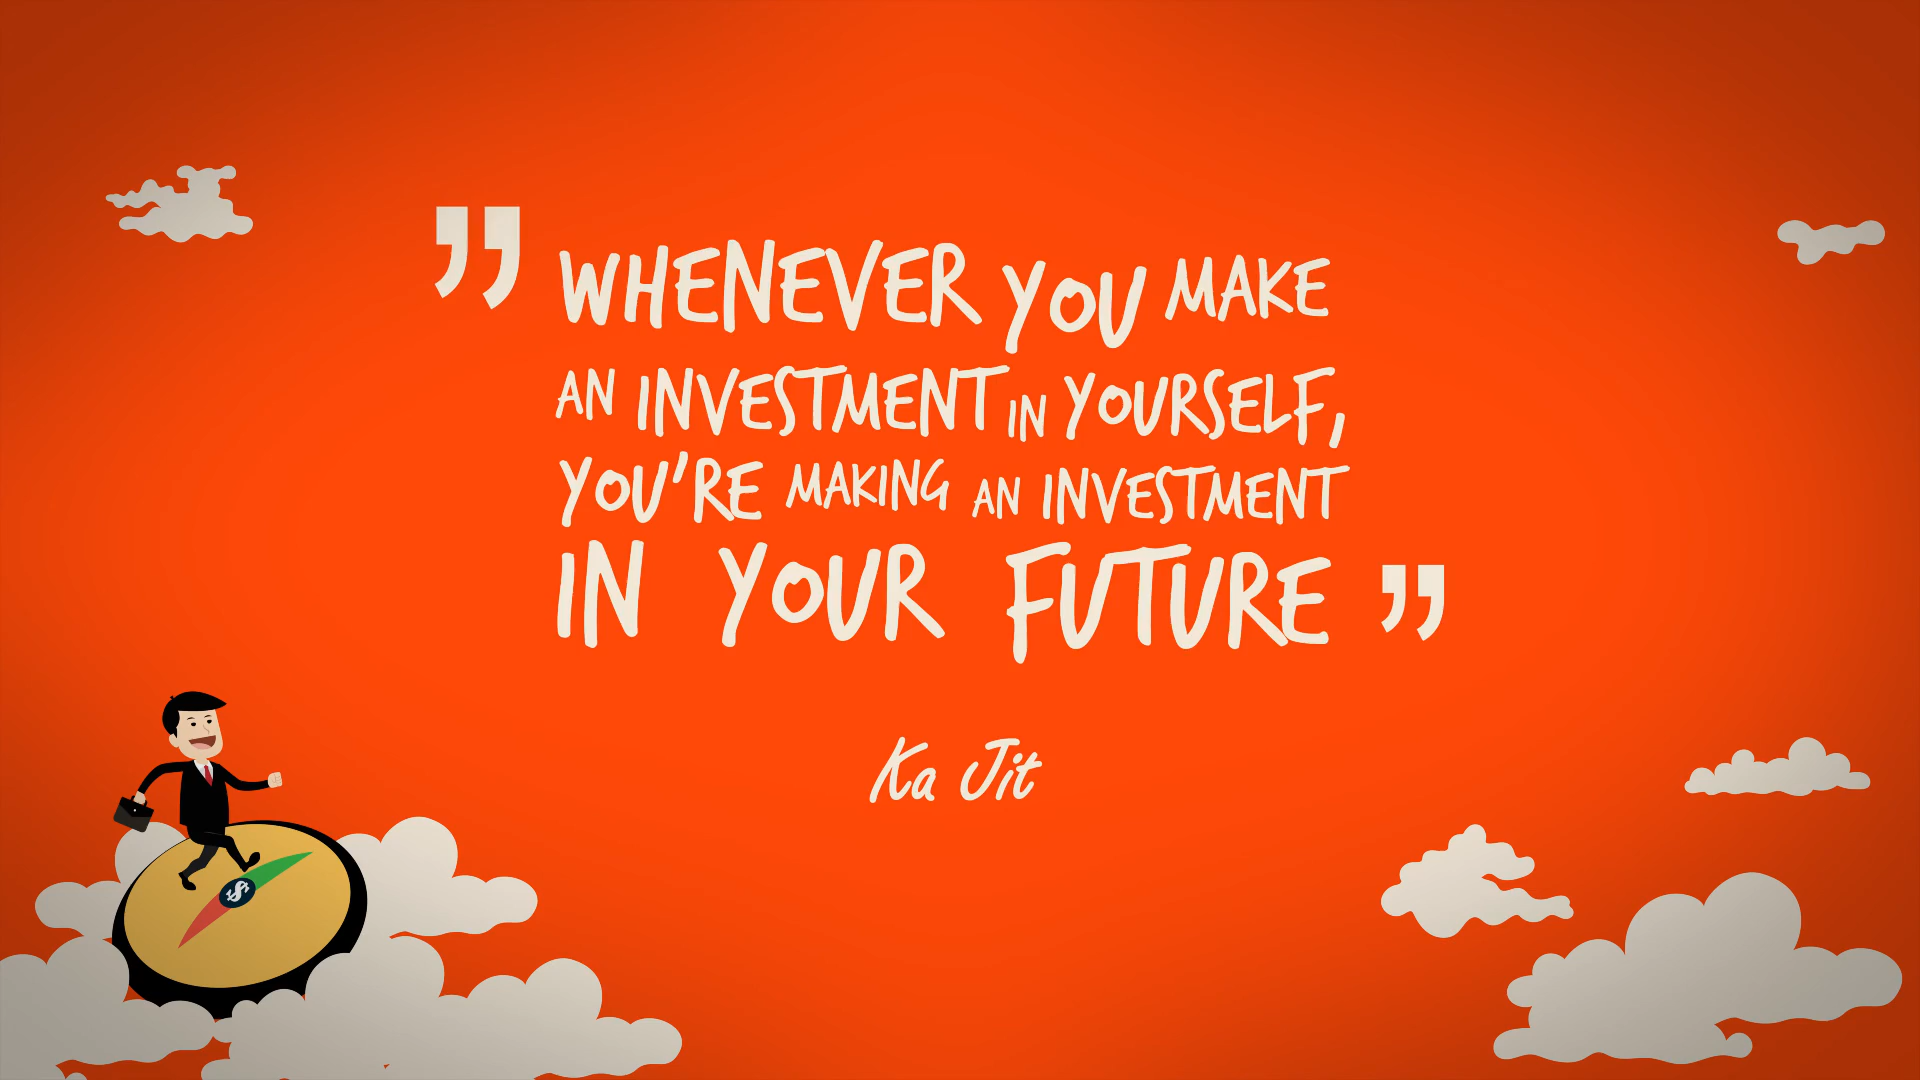 ” WHENEVER YOU MAKE
AN INVESTMENT IN YOURSELF,
YOU'RE MAKING AN INVESTMENT
IN YOUR FUTURE ”
Ka Jit
$